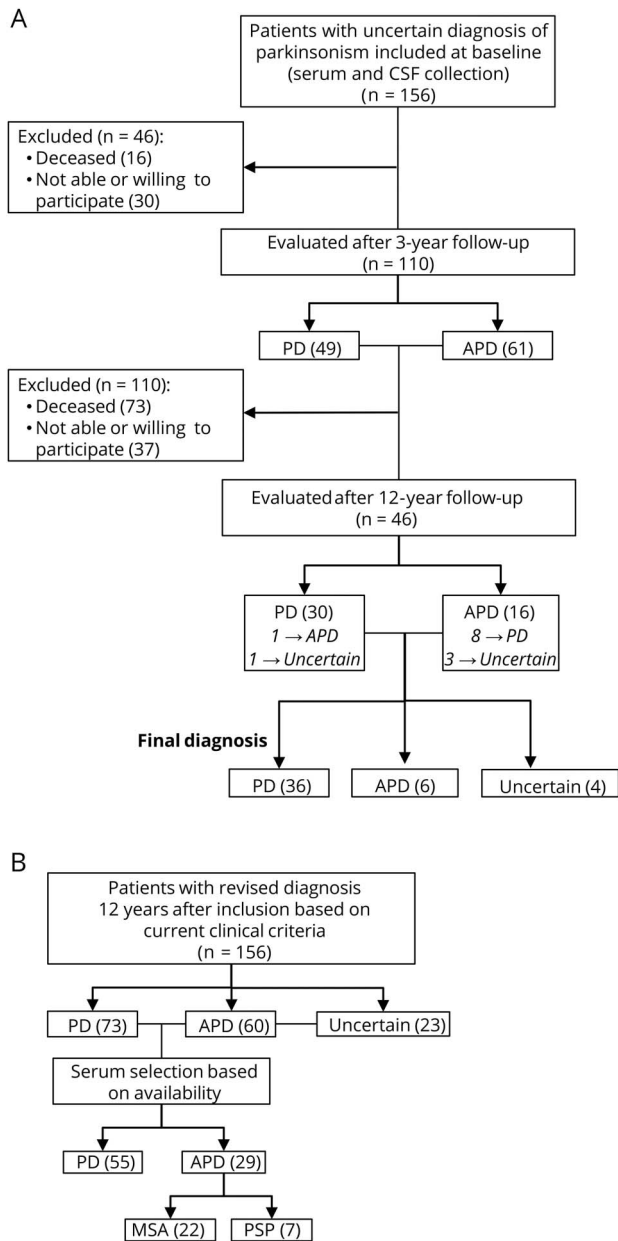 A
Patients with uncertain diagnosis of
parkinsonism included at baseline
(serum and CSF collection)
(n = 156)
Excluded (n = 46):
• Deceased (16)
• Not able or willing to
participate (30)
Evaluated after 3-year follow-up
(n = 110)
PD (49)
APD (61)
Excluded (n = 110):
• Deceased (73)
• Not able or willing to
participate (37)
Evaluated after 12-year follow-up
(n = 46)
PD (30)
1 → APD
1 → Uncertain
APD (16)
8 → PD
3 → Uncertain
Final diagnosis
PD (36)
APD (6)
Uncertain (4)
B
Patients with revised diagnosis
12 years after inclusion based on
current clinical criteria
(n = 156)
PD (73)
APD (60)
Uncertain (23)
Serum selection based
on availability
PD (55)
APD (29)
MSA (22)
PSP (7)